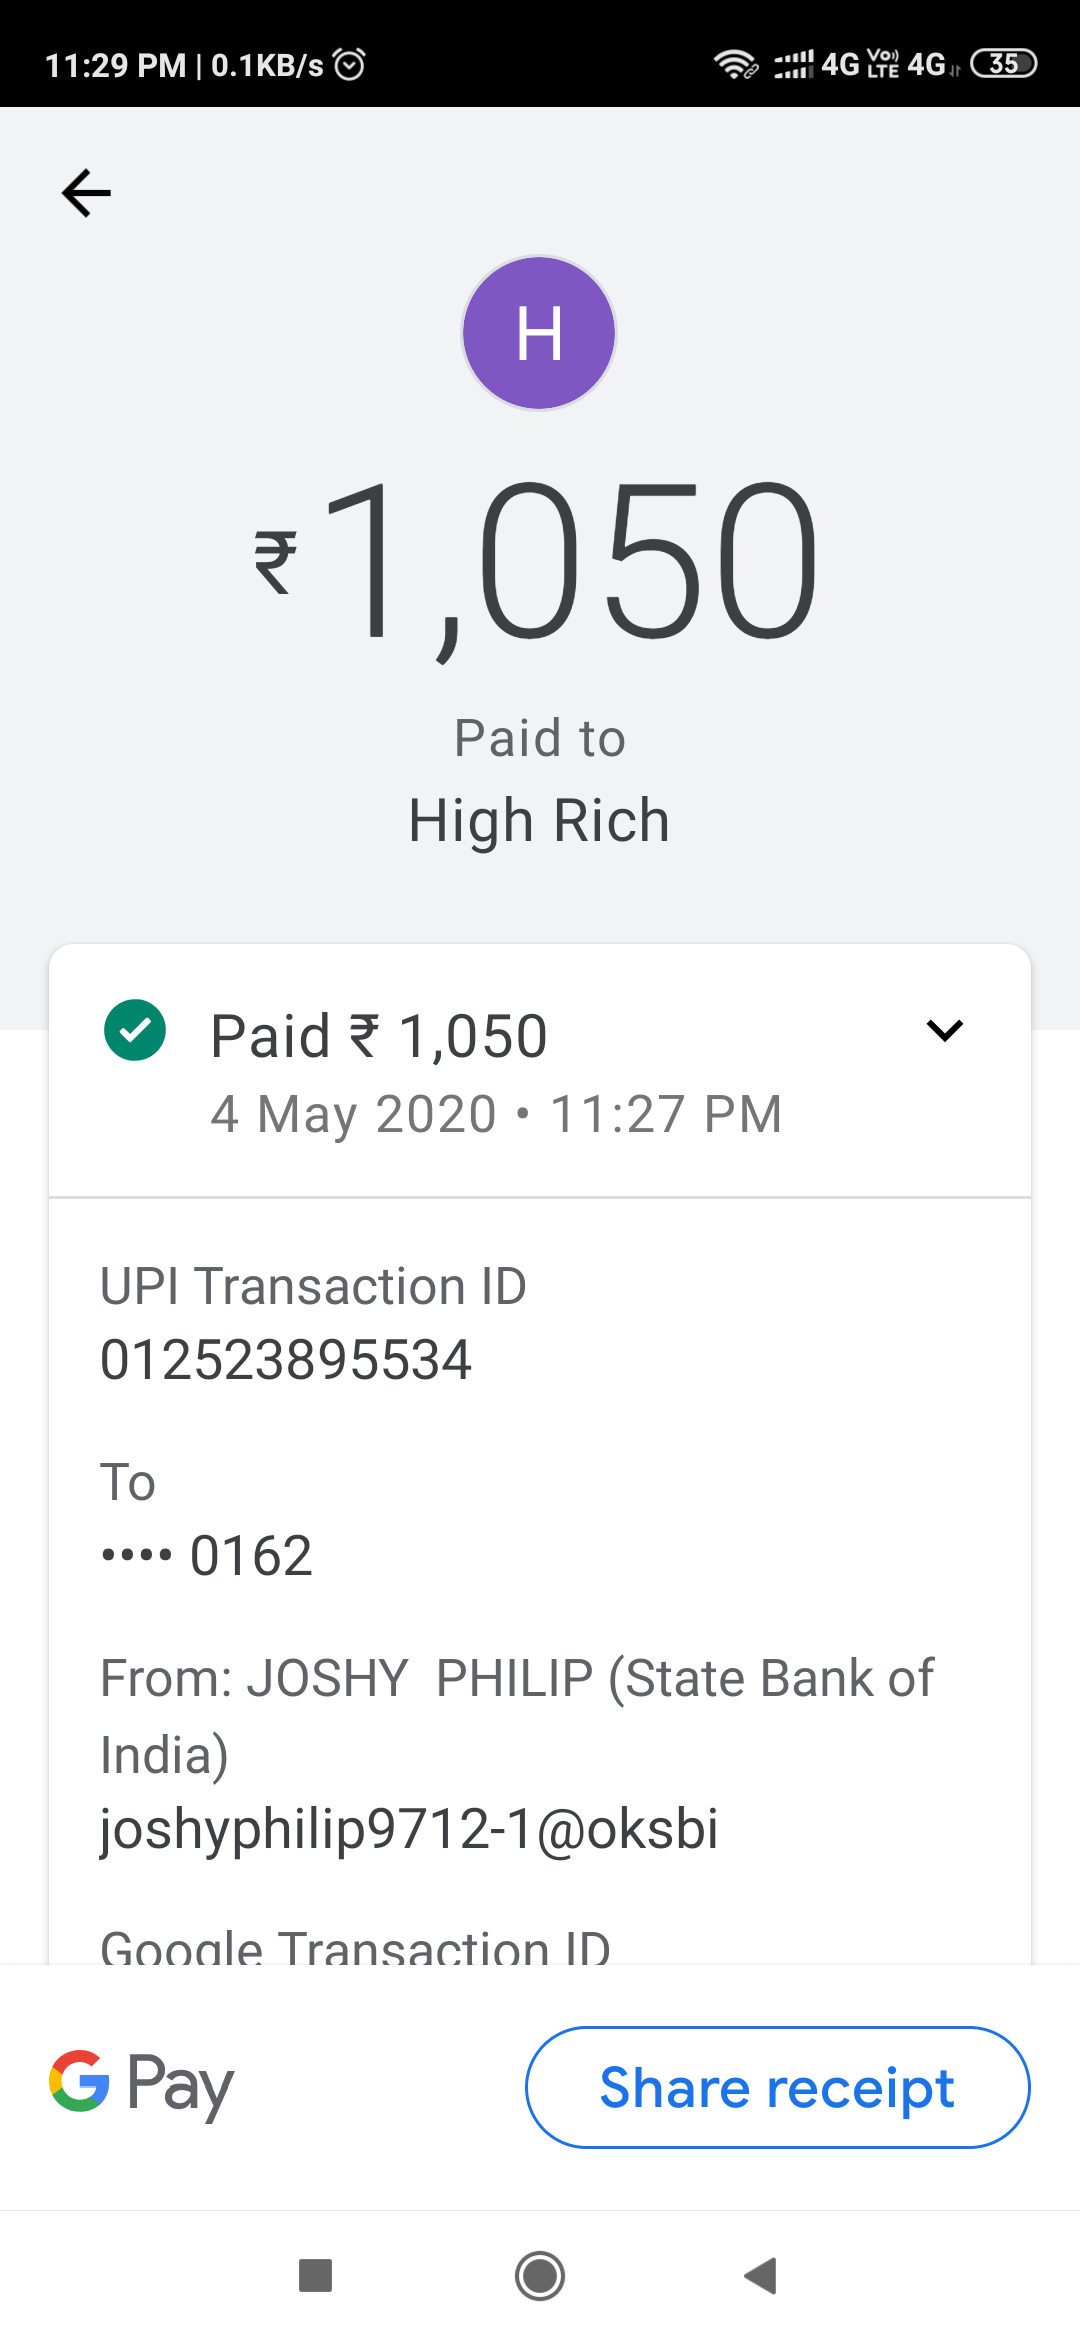 11:29 PM | 0.1KB/s 4G VoLTE 4G 35
H
₹1,050
Paid to
High Rich
Paid ₹ 1,050
4 May 2020 • 11:27 PM
UPI Transaction ID
012523895534
To
•••• 0162
From: JOSHY  PHILIP (State Bank of
India)
joshyphilip9712-1@oksbi
Google Transaction ID
G Pay
Share receipt